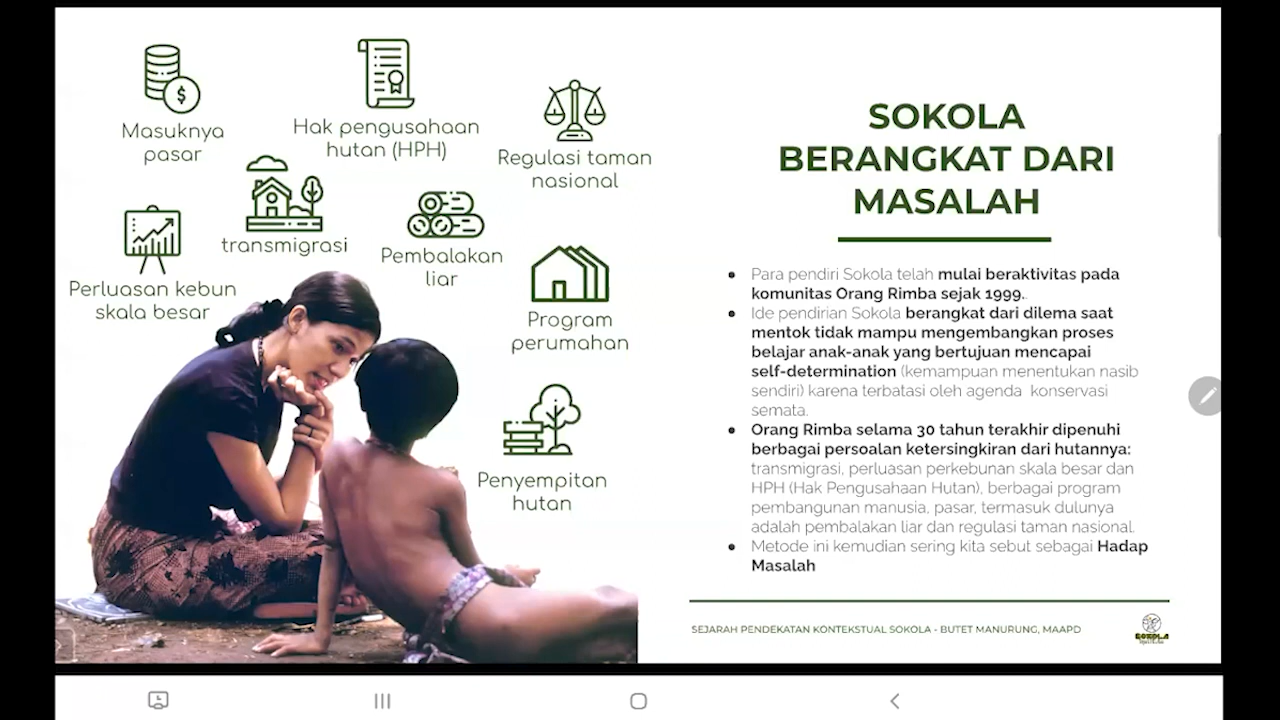 Masuknya
pasar
Hak pengusahaan
hutan (HPH)
Regulasi taman
nasional
transmigrasi
Pembalakan
liar
Perluasan kebun
skala besar
Program
perumahan
Penyempitan
hutan
SOKOLA
BERANGKAT DARI
MASALAH
Para pendiri Sokola telah mulai beraktivitas pada
komunitas Orang Rimba sejak 1999..
Ide pendirian Sokola berangkat dari dilema saat
mentok tidak mampu mengembangkan proses
belajar anak-anak yang bertujuan mencapai
self-determination (kemampuan menentukan nasib
sendiri) karena terbatasi oleh agenda konservasi
semata.
Orang Rimba selama 30 tahun terakhir dipenuhi
berbagai persoalan ketersingkiran dari hutannya:
transmigrasi, perluasan perkebunan skala besar dan
HPH (Hak Pengusahaan Hutan), berbagai program
pembangunan manusia, pasar, termasuk dulunya
adalah pembalakan liar dan regulasi taman nasional.
Metode ini kemudian sering kita sebut sebagai Hadap
Masalah
SEJARAH PENDEKATAN KONTEKSTUAL SOKOLA - BUTET MANURUNG, MAAPD
SOKOLA